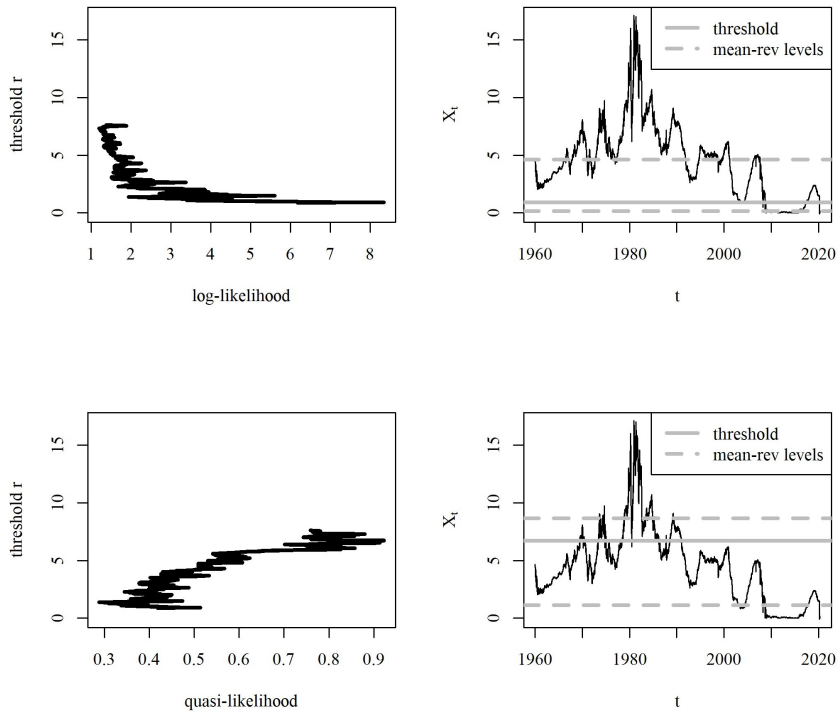 threshold r
15
10
5
0
1 2 3 4 5 6 7 8
log-likelihood
X_t
15
10
5
0
threshold
mean-rev levels
1960 1980 2000 2020
t
threshold r
15
10
5
0
0.3 0.4 0.5 0.6 0.7 0.8 0.9
quasi-likelihood
X_t
15
10
5
0
threshold
mean-rev levels
1960 1980 2000 2020
t